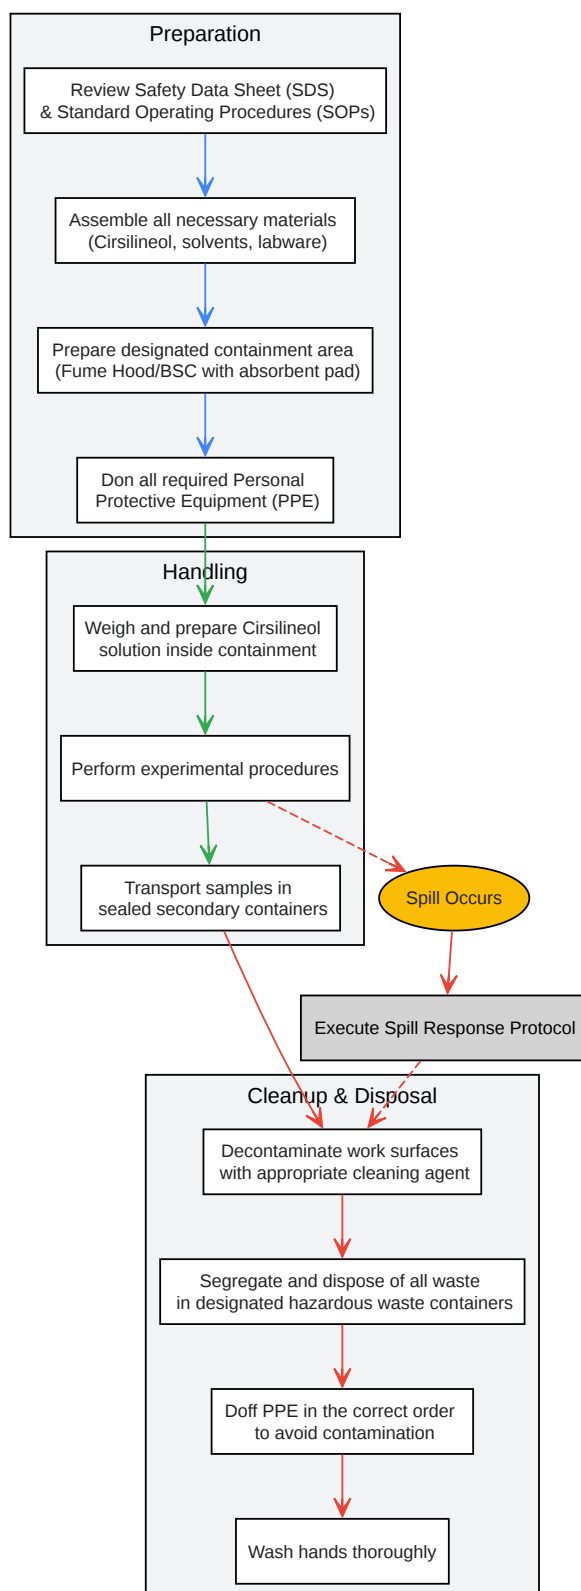 Preparation
Review Safety Data Sheet (SDS)
& Standard Operating Procedures (SOPs)
Assemble all necessary materials
(Cirsilineol, solvents, labware)
Prepare designated containment area
(Fume Hood/BSC with absorbent pad)
Don all required Personal
Protective Equipment (PPE)
Handling
Weigh and prepare Cirsilineol
solution inside containment
Perform experimental procedures
Transport samples in
sealed secondary containers
Spill Occurs
Execute Spill Response Protocol
Cleanup & Disposal
Decontaminate work surfaces
with appropriate cleaning agent
Segregate and dispose of all waste
in designated hazardous waste containers
Doff PPE in the correct order
to avoid contamination
Wash hands thoroughly